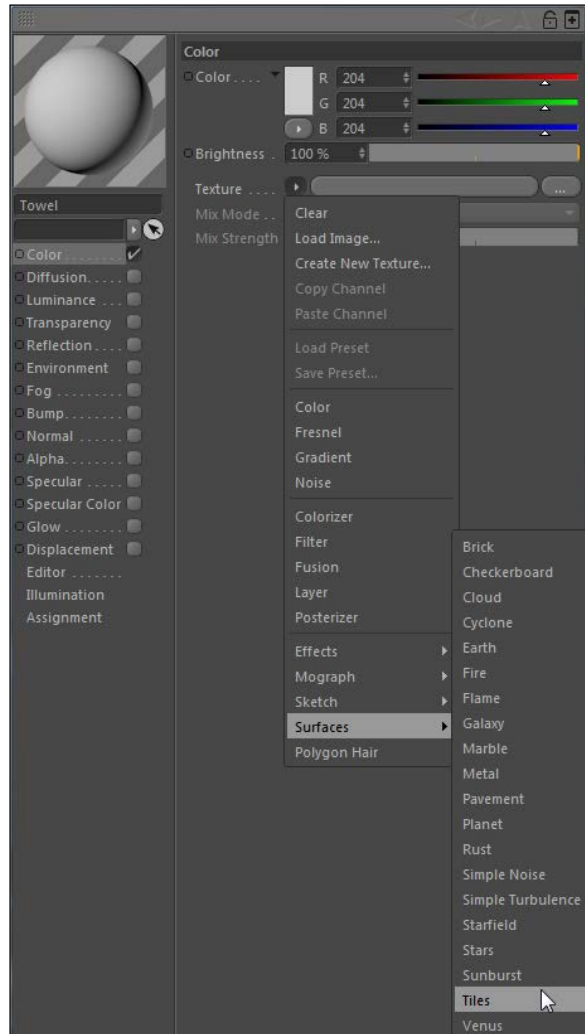 Color
Color . . . .
R 204
G 204
B 204
Brightness .
100 %
Texture . . . .
...
Mix Mode . .
Mix Strength
Towel
Color . . . . . . . .
Diffusion. . . . .
Luminance . . .
Transparency
Reflection . . . .
Environment
Fog . . . . . . . . . .
Bump. . . . . . . .
Normal . . . . . .
Alpha. . . . . . . .
Specular . . . . .
Specular Color
Glow . . . . . . . .
Displacement
Editor . . . . . . .
Illumination
Assignment
Clear
Load Image...
Create New Texture...
Copy Channel
Paste Channel
Load Preset
Save Preset...
Color
Fresnel
Gradient
Noise
Colorizer
Filter
Fusion
Layer
Posterizer
Effects
Mograph
Sketch
Surfaces
Polygon Hair
Brick
Checkerboard
Cloud
Cyclone
Earth
Fire
Flame
Galaxy
Marble
Metal
Pavement
Planet
Rust
Simple Noise
Simple Turbulence
Starfield
Stars
Sunburst
Tiles
Venus